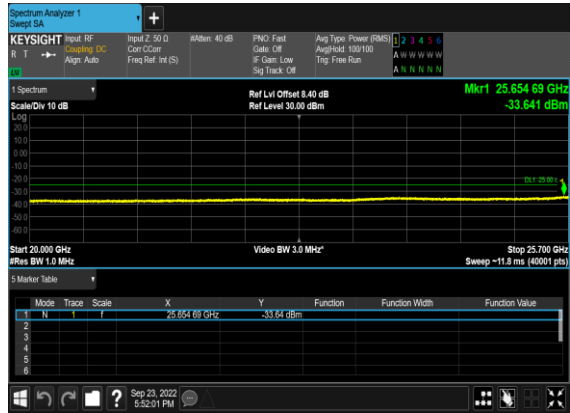 Spectrum Analyzer 1
Swept SA
+
KEYSIGHT Input: RF Input Z: 50 Ω #Atten: 40 dB PNO: Fast Avg Type: Power (RMS) 1 2 3 4 5 6
R T Coupling: DC Corr CCorr Gate: Off Avg|Hold: 100/100 A W W W W W
Align: Auto Freq Ref: Int (S) IF Gain: Low Trig: Free Run
Sig Track: Off A N N N N N
1 Spectrum
Ref Lvl Offset 8.40 dB Mkr1 25.654 69 GHz
Scale/Div 10 dB Ref Level 30.00 dBm -33.641 dBm
Log
20.0
10.0
0.00
-10.0
-20.0
DL1 -25.00
-30.0
-40.0
-50.0
-60.0
Start 20.000 GHz Video BW 3.0 MHz* Stop 25.700 GHz
#Res BW 1.0 MHz Sweep ~11.8 ms (40001 pts)
5 Marker Table
Mode Trace Scale X Y Function Function Width Function Value
1 N 1 f 25.654 69 GHz -33.64 dBm
2
3
4
5
6
? Sep 23, 2022
5:52:01 PM